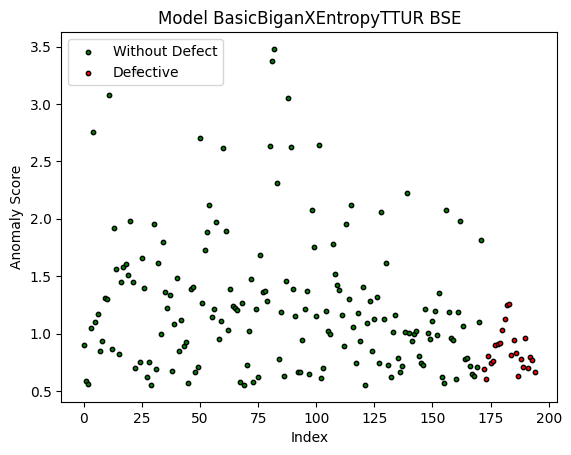 Model BasicBiganXEntropyTTUR BSE
Without Defect
Defective
Anomaly Score
3.5
3.0
2.5
2.0
1.5
1.0
0.5
0 25 50 75 100 125 150 175 200
Index